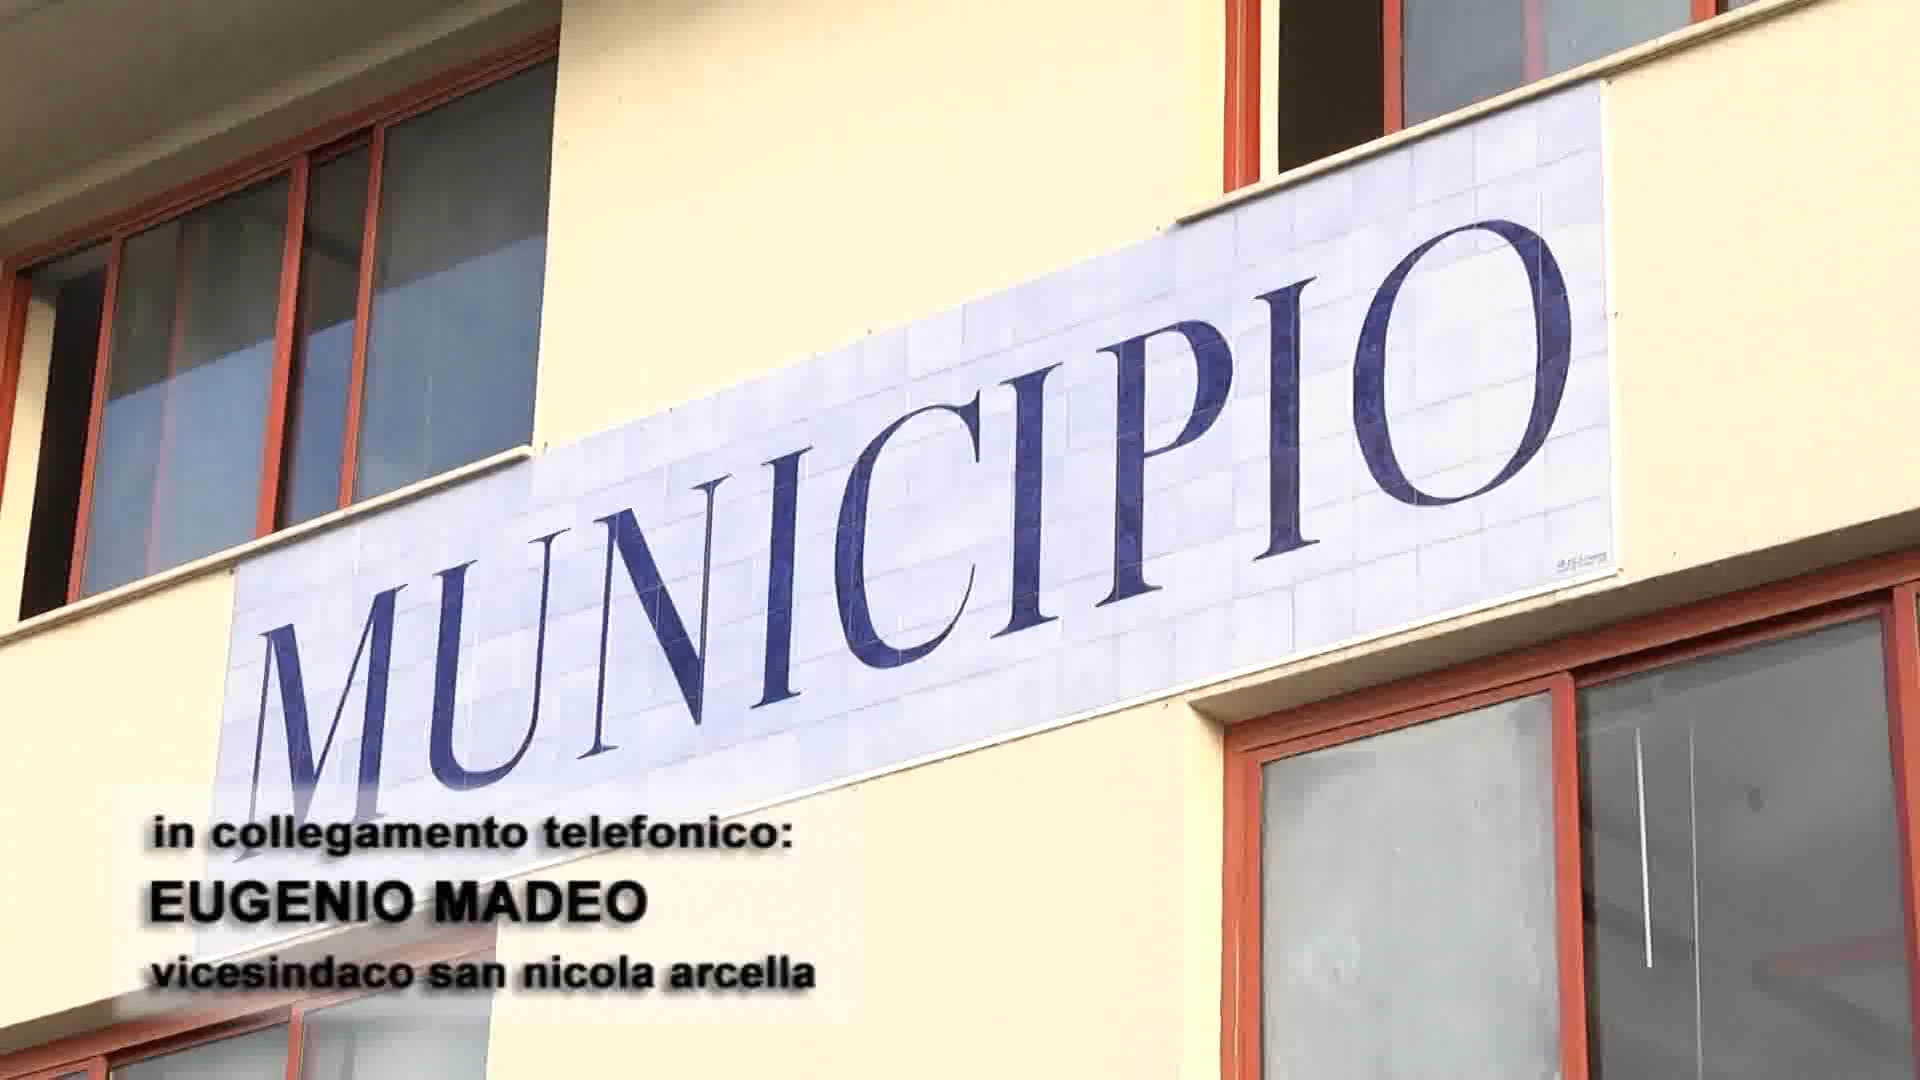 MUNICIPIO
in collegamento telefonico:
EUGENIO MADEO
vicesindaco san nicola arcella